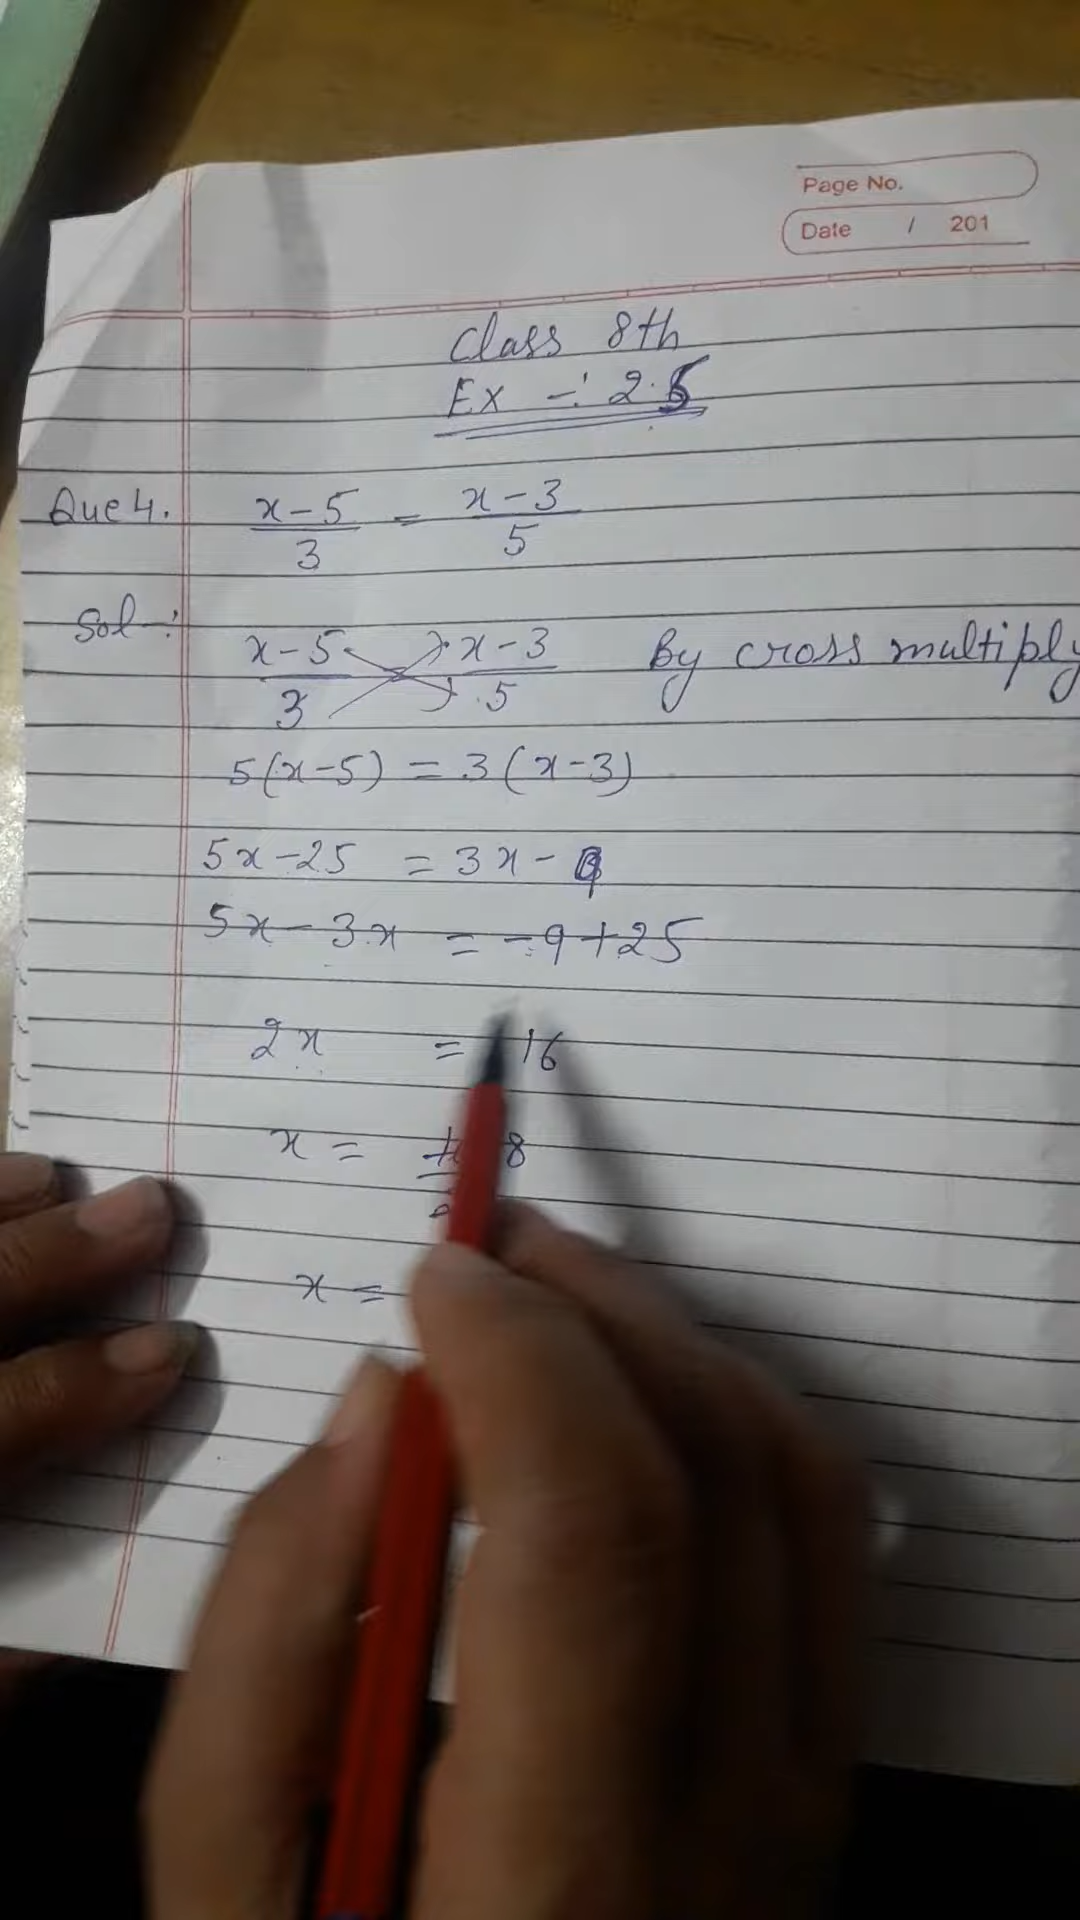 Page No.
Date / 201
Class 8th
Ex -: 2.5
Que 4. x-5/3 = x-3/5
Sol-: x-5/3 x-3/5 By cross multiply
5(x-5) = 3(x-3)
5x-25 = 3x-9
5x-3x = -9+25
2x = 16
x = 8
x =